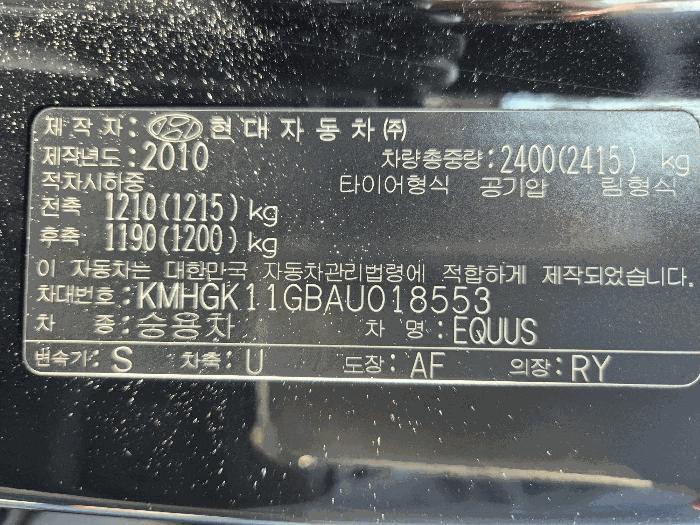 제 작 자 : 현대자동차㈜
제작년도 : 2010 차량총중량 : 2400(2415) kg
적차시하중 타이어형식 공기압 림형식
전축 1210(1215) kg
후축 1190(1200) kg
이 자동차는 대한민국 자동차관리법령에 적합하게 제작되었습니다.
차대번호 : KMHGK11GBAU018553
차 종 : 승용차 차 명 : EQUUS
변속기 : S 차축 : U 도장 : AF 의장 : RY